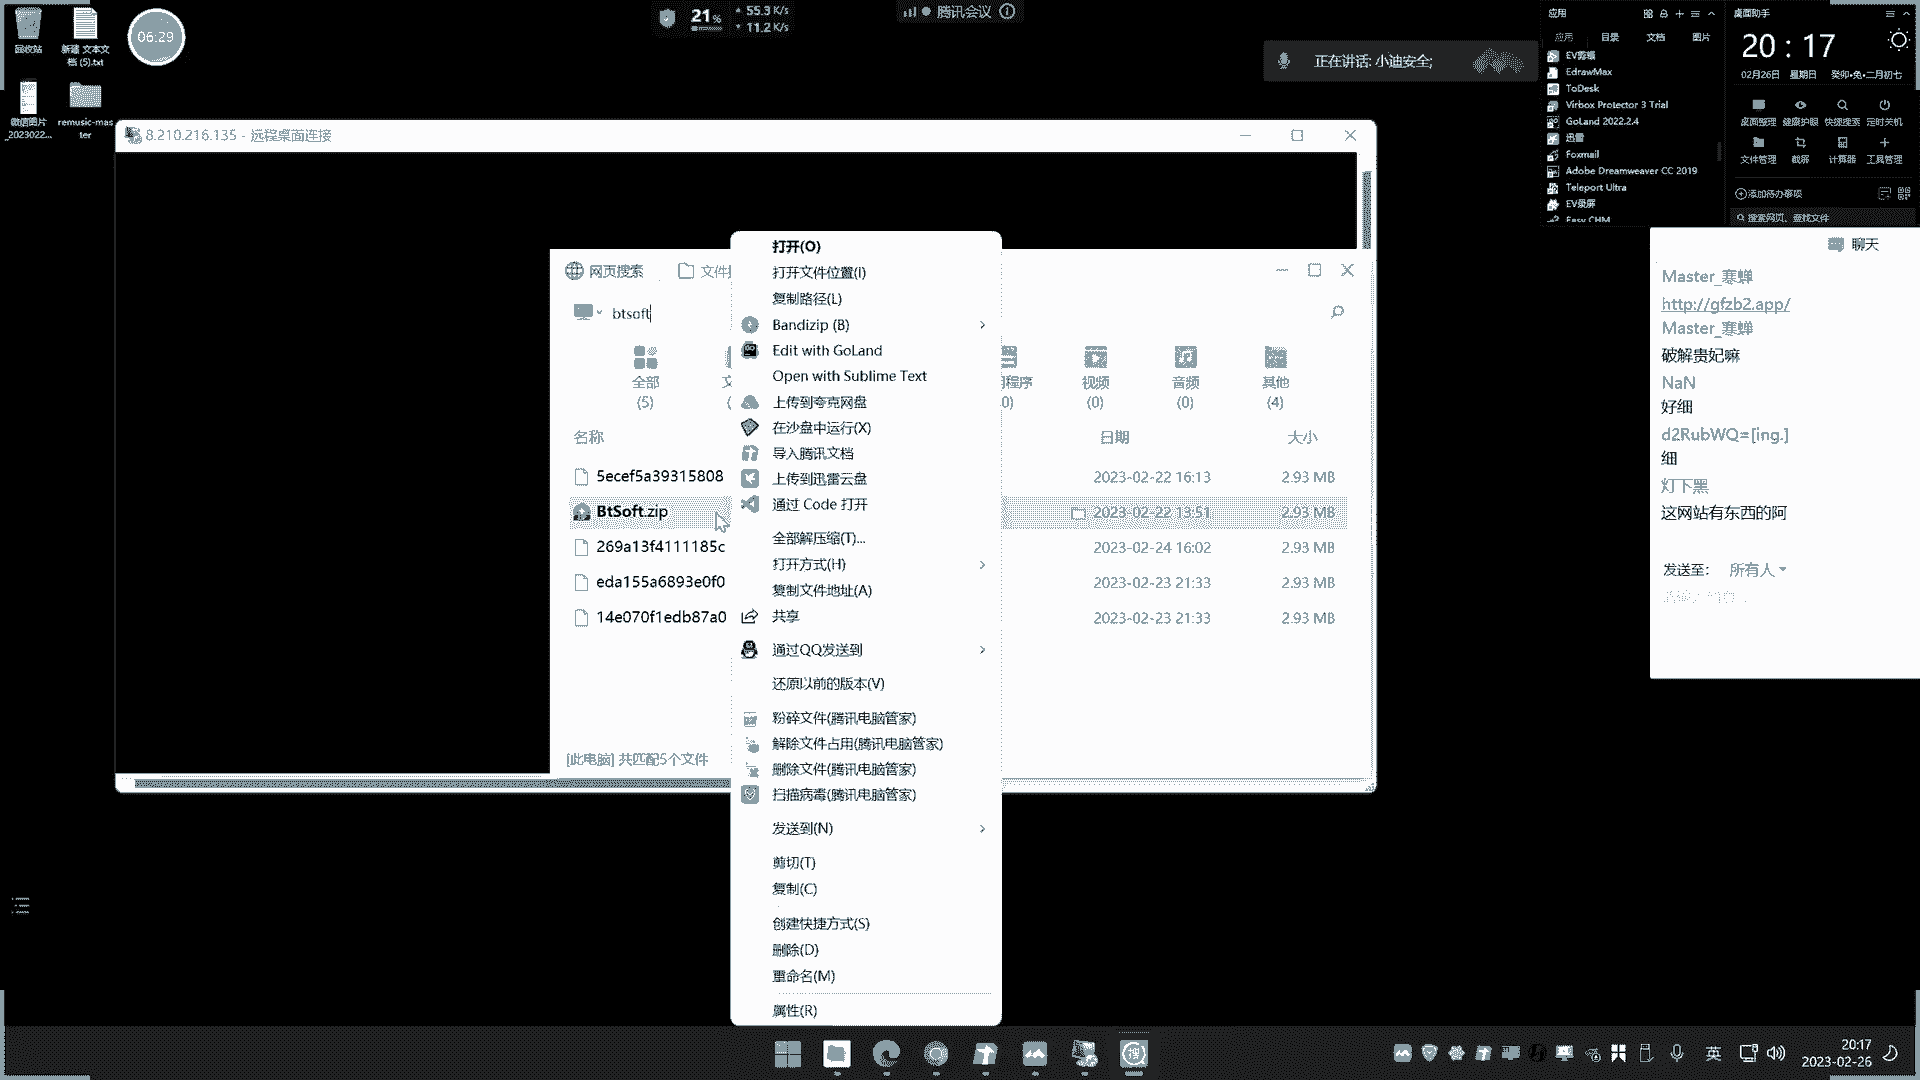 回收站
新建 文本文
档 (5).txt
06:29
微信图片
_2023022...
remusic-mas
ter
21%
55.3 K/s
11.2 K/s
腾讯会议
正在讲话: 小迪安全;
应用
应用
目录
文档
图片
EV剪辑
EdrawMax
ToDesk
Virbox Protector 3 Trial
GoLand 2022.2.4
迅雷
Foxmail
Adobe Dreamweaver CC 2019
Teleport Ultra
EV录屏
Easy CHM
桌面助手
20 : 17
02月26日 星期日 癸卯•兔•二月初七
桌面整理 健康护眼 快速搜索 定时关机
文件管理 截屏 计算器 工具管理
添加待办事项
搜索网页、查找文件
8.210.216.135 - 远程桌面连接
网页搜索
btsoft
全部
(5)
视频
(0)
音频
(0)
其他
(4)
名称
日期
大小
5ecef5a39315808
2023-02-22 16:13
2.93 MB
BtSoft.zip
2023-02-22 13:51
2.93 MB
269a13f4111185c
2023-02-24 16:02
2.93 MB
eda155a6893e0f0
2023-02-23 21:33
2.93 MB
14e070f1edb87a0
2023-02-23 21:33
2.93 MB
[此电脑] 共匹配5个文件
打开(O)
打开文件位置(I)
复制路径(L)
Bandizip (B)
Edit with GoLand
Open with Sublime Text
上传到夸克网盘
在沙盘中运行(X)
导入腾讯文档
上传到迅雷云盘
通过 Code 打开
全部解压缩(T)...
打开方式(H)
复制文件地址(A)
共享
通过QQ发送到
还原以前的版本(V)
粉碎文件(腾讯电脑管家)
解除文件占用(腾讯电脑管家)
删除文件(腾讯电脑管家)
扫描病毒(腾讯电脑管家)
发送到(N)
剪切(T)
复制(C)
创建快捷方式(S)
删除(D)
重命名(M)
属性(R)
聊天
Master_寒蝉
http://gfzb2.app/
Master_寒蝉
破解贵妃嘛
NaN
好细
d2RubWQ=[ing.]
细
灯下黑
这网站有东西的阿
发送至: 所有人
英
20:17
2023-02-26